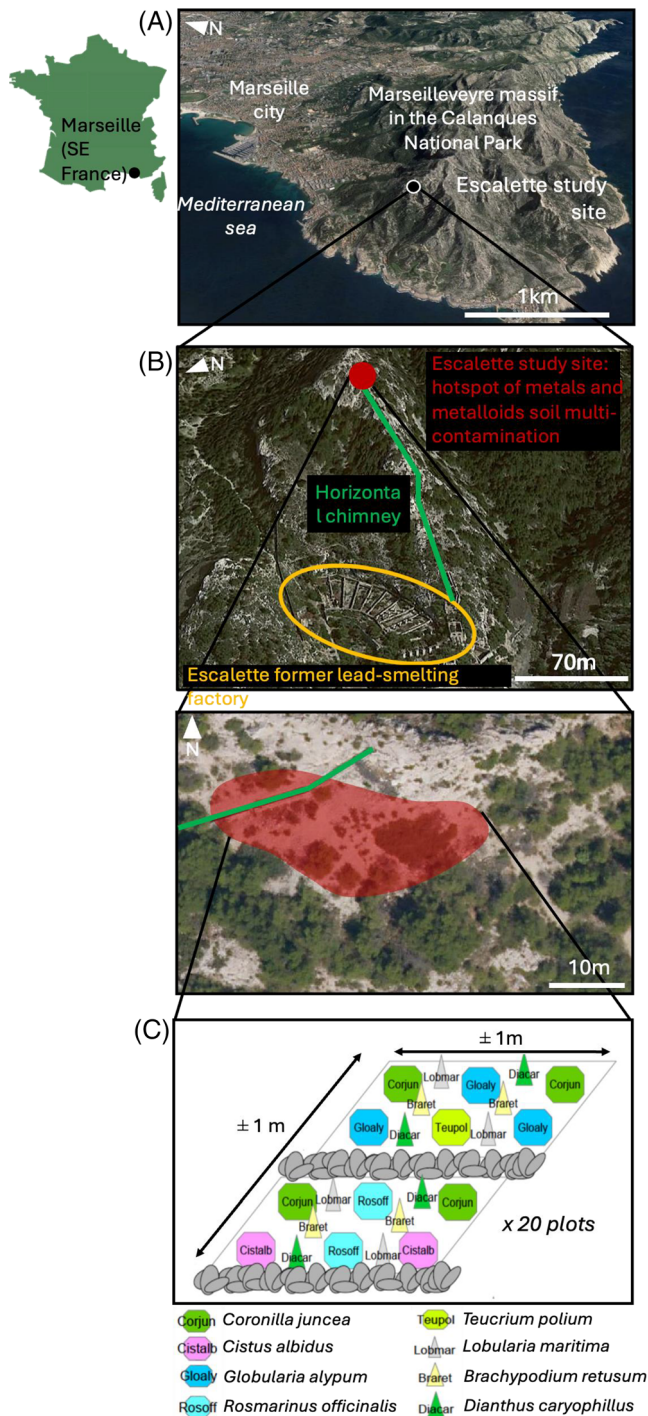 (A)
N
Marseille
(SE
France)
Marseille
city
Marseilleveyre massif
in the Calanques
National Park
Escalette study
site
Mediterranean
sea
1km
(B)
N
Escalette study site:
hotspot of metals and
metalloids soil multi-
contamination
Horizonta
l chimney
70m
Escalette former lead-smelting
factory
N
10m
(C)
± 1m
± 1 m
Corjun
Lobmar
Gloaly
Diacar
Corjun
Braret
Braret
Gloaly
Diacar
Teupol
Lobmar
Gloaly
Corjun
Lobmar
Rosoff
Diacar
Corjun
Braret
Braret
x 20 plots
Cistalb
Diacar
Rosoff
Lobmar
Cistalb
Corjun Coronilla juncea
Teupol Teucrium polium
Cistalb Cistus albidus
Lobmar Lobularia maritima
Gloaly Globularia alypum
Braret Brachypodium retusum
Rosoff Rosmarinus officinalis
Diacar Dianthus caryophillus